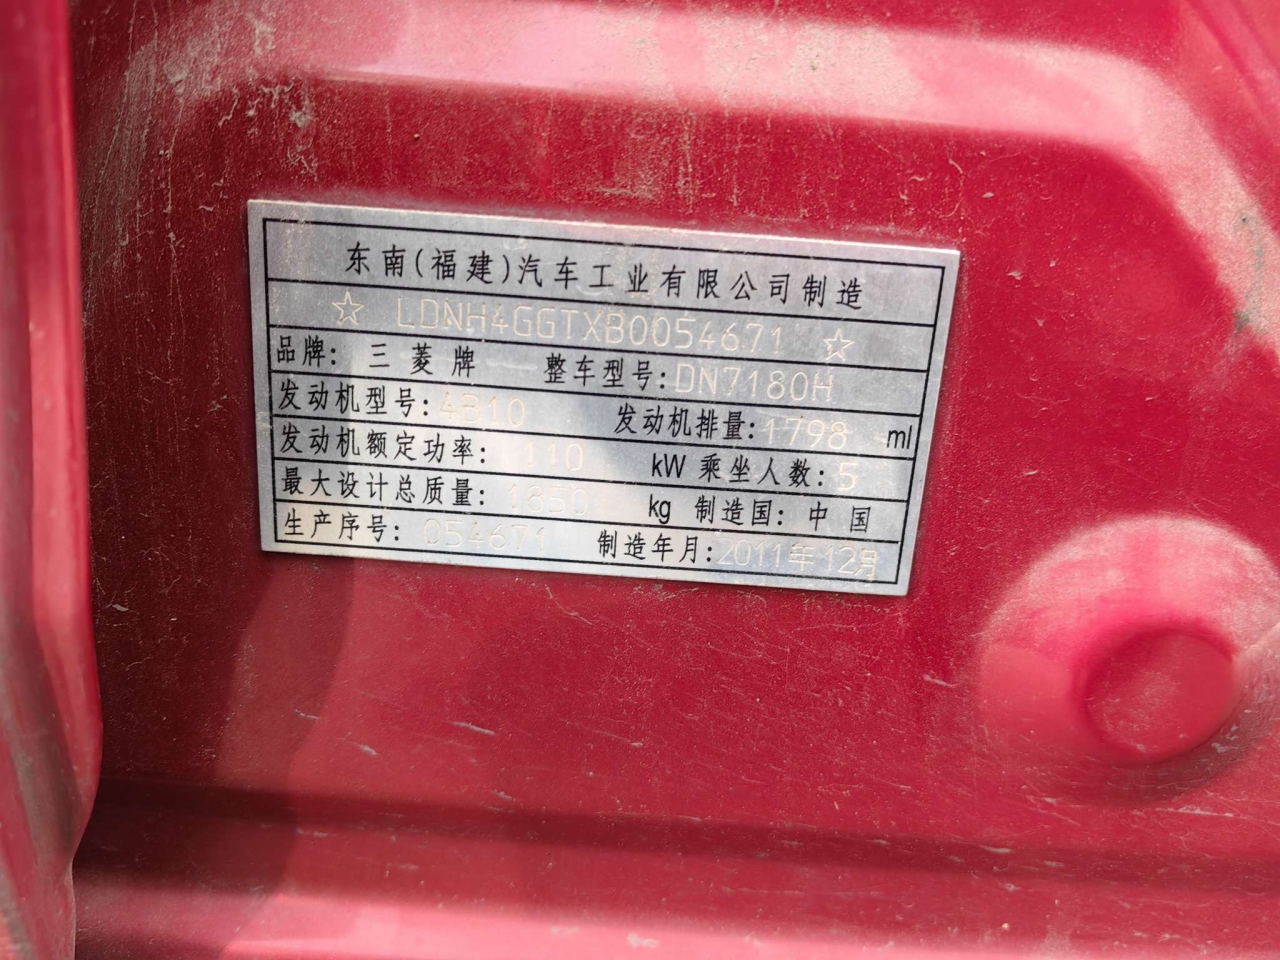 东南(福建)汽车工业有限公司制造
☆ LDNH4GGTXB0054671 ☆
品牌: 三菱牌 整车型号:DN7180H
发动机型号:4B10 发动机排量:1798 ml
发动机额定功率: 110 kW 乘坐人数:5
最大设计总质量: 1850 kg 制造国: 中国
生产序号: 054671 制造年月:2011年12月